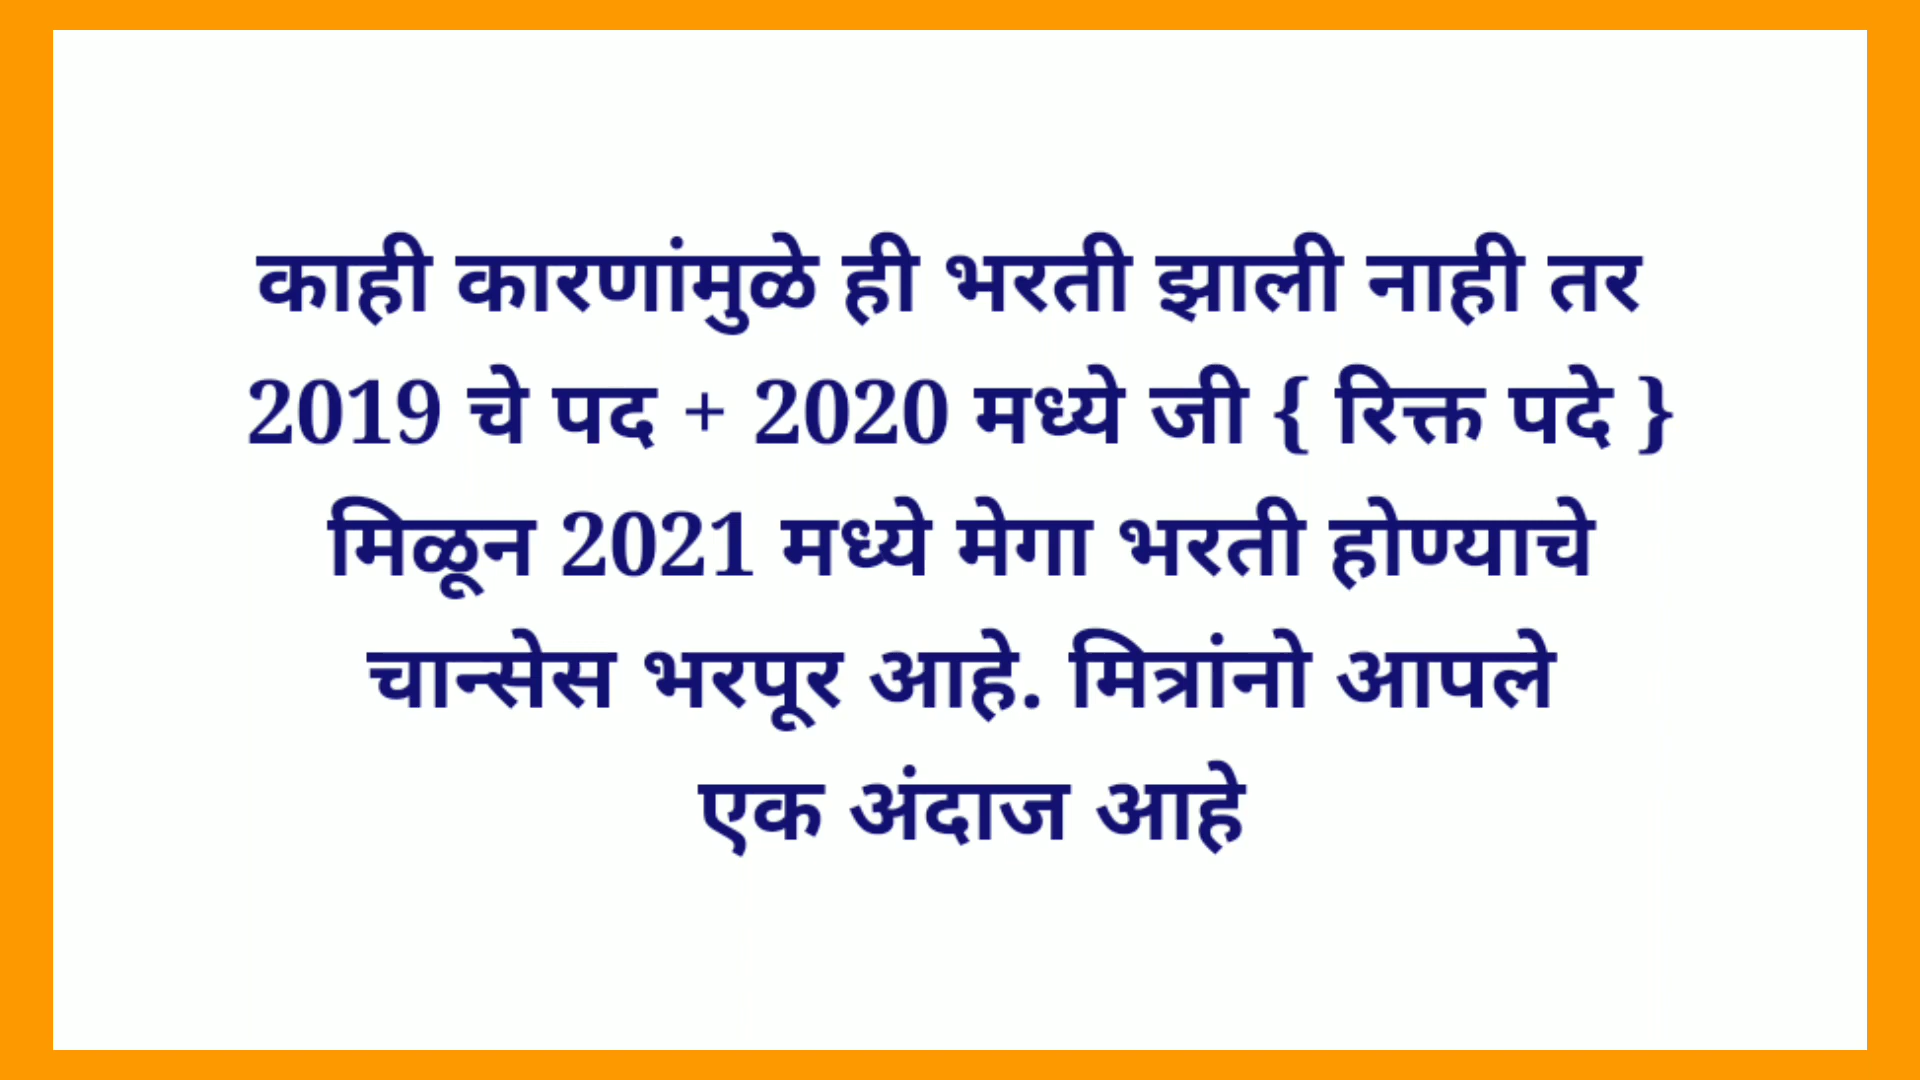 काही कारणांमुळे ही भरती झाली नाही तर
2019 चे पद + 2020 मध्ये जी { रिक्त पदे }
मिळून 2021 मध्ये मेगा भरती होण्याचे
चान्सेस भरपूर आहे. मित्रांनो आपले
एक अंदाज आहे